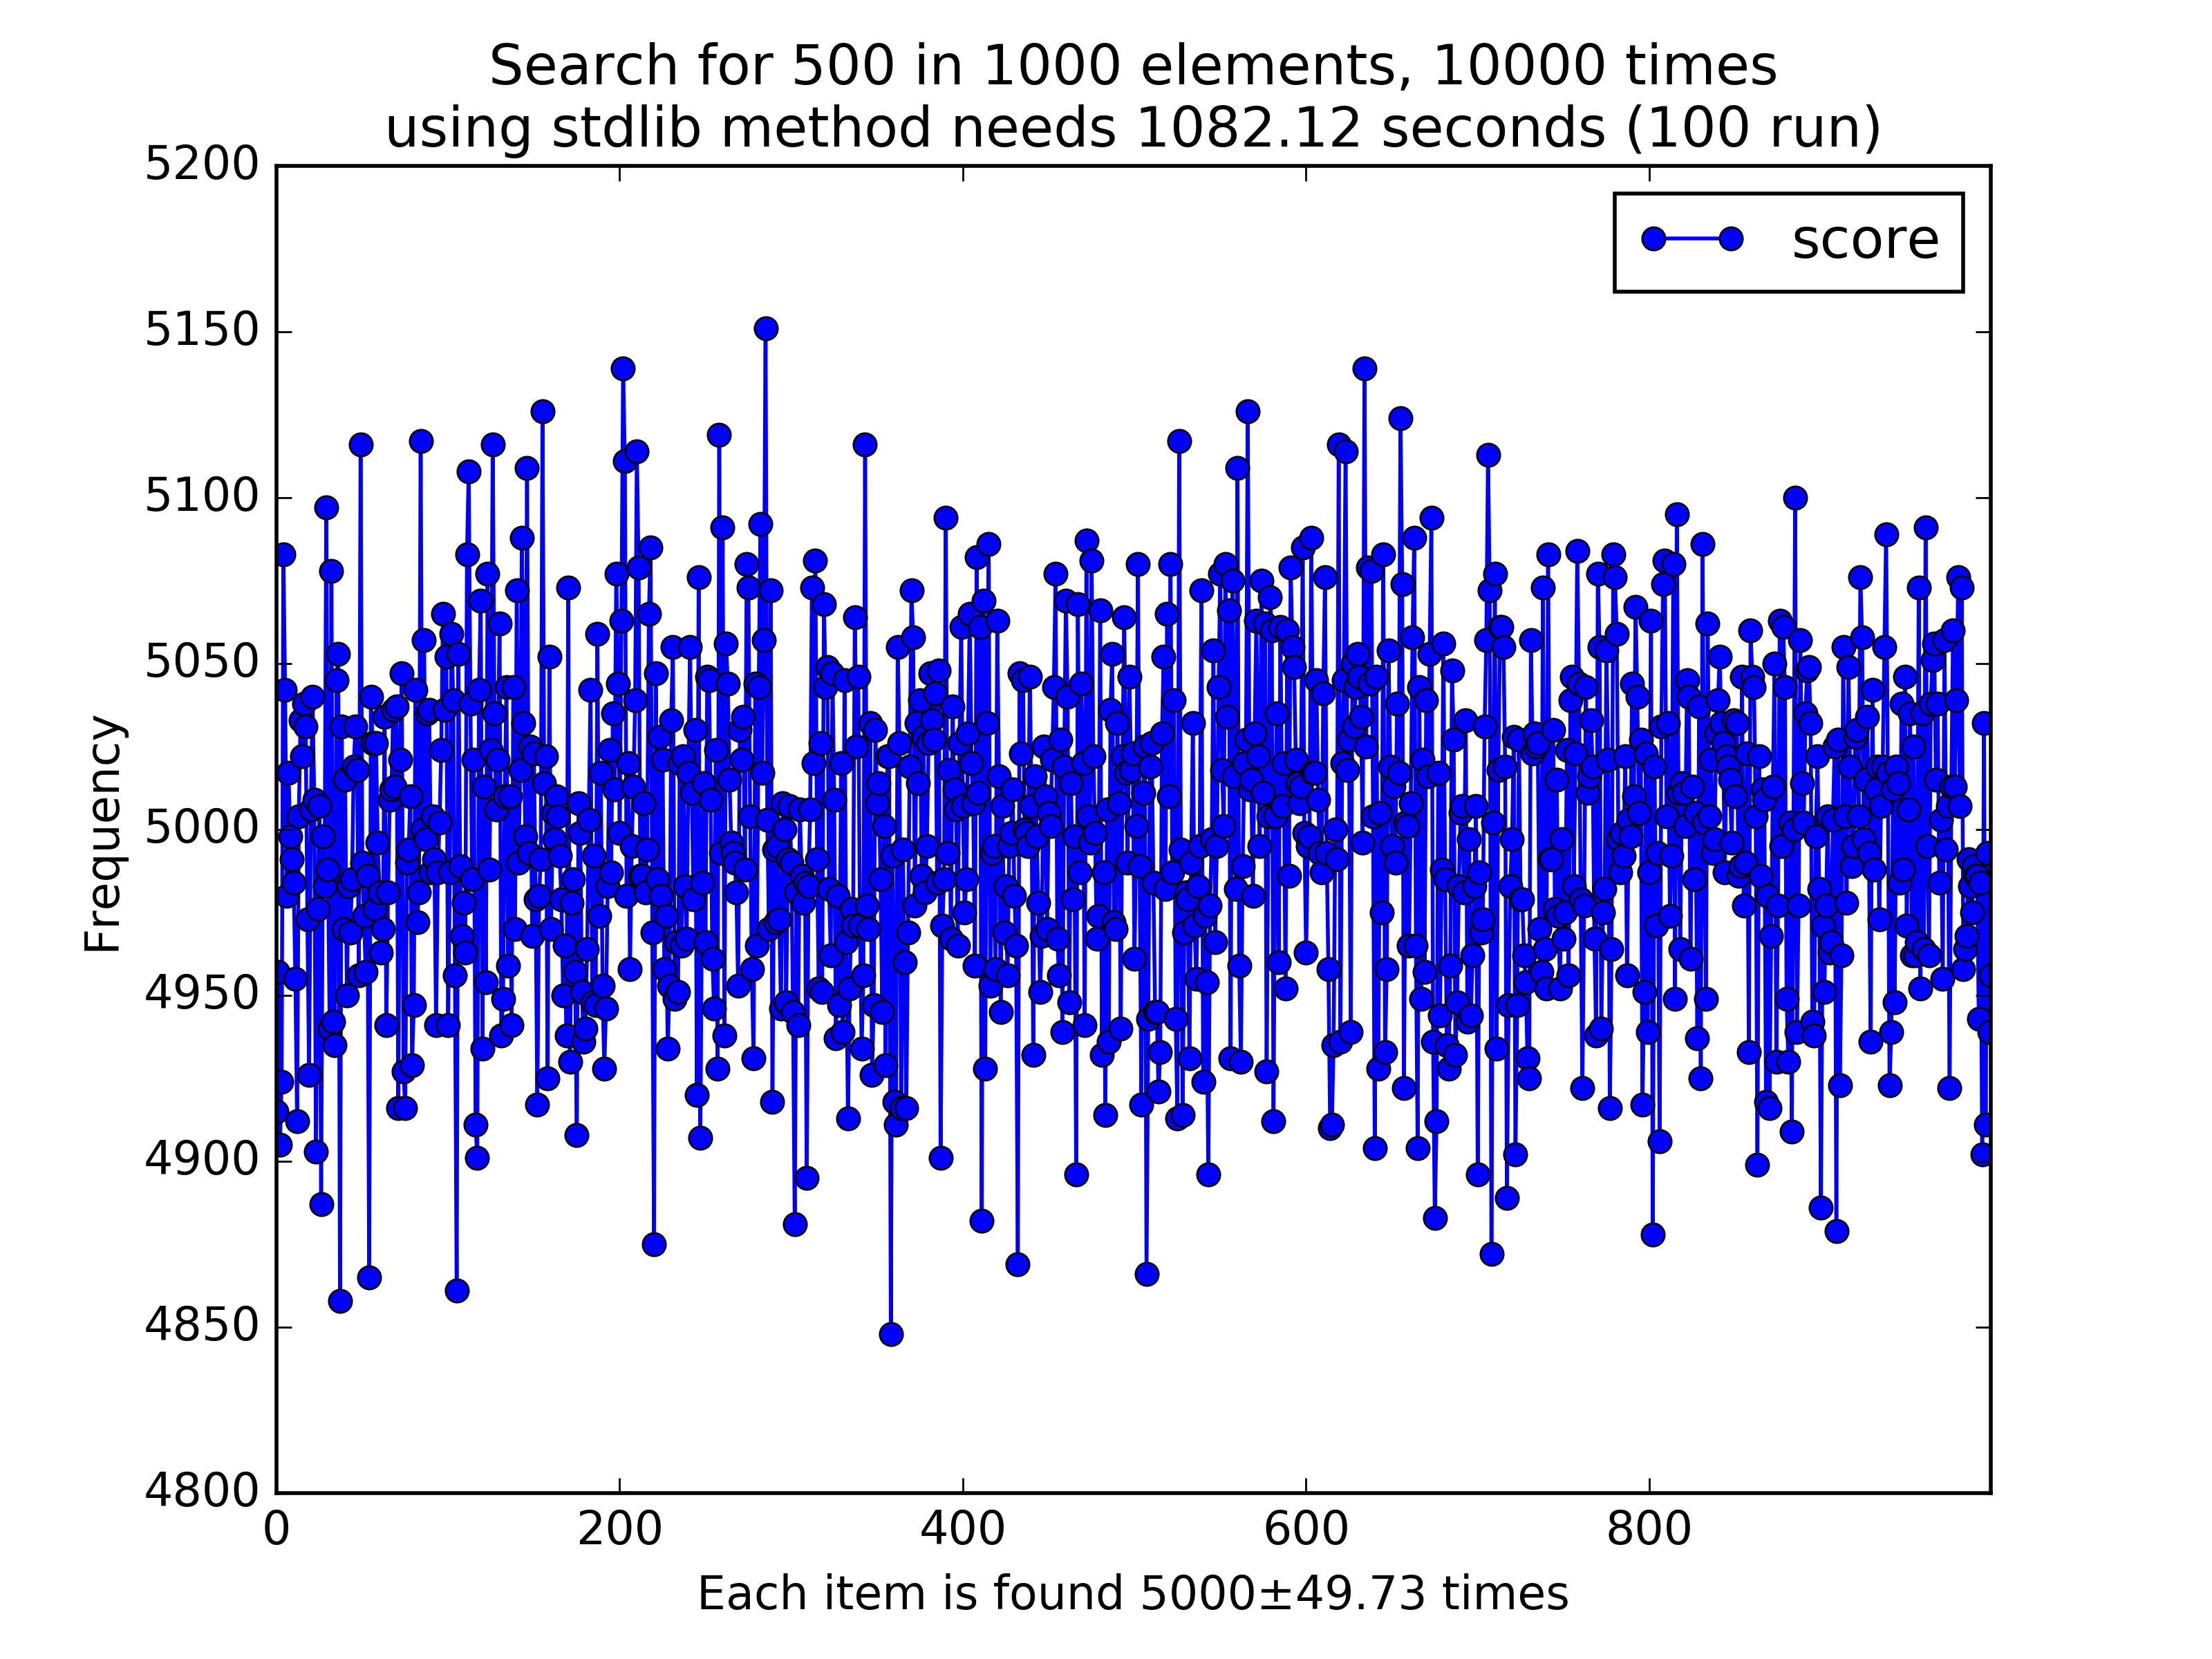 Search for 500 in 1000 elements, 10000 times
using stdlib method needs 1082.12 seconds (100 run)
5200
5150
5100
5050
5000
4950
4900
4850
4800
Frequency
score
0 200 400 600 800
Each item is found 5000±49.73 times